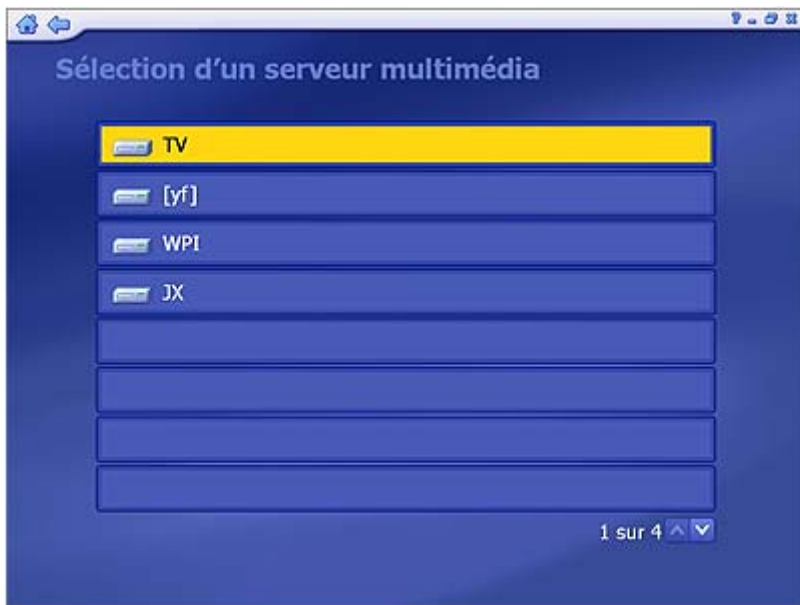 Sélection d'un serveur multimédia
TV
[yf]
WPI
JX
1 sur 4